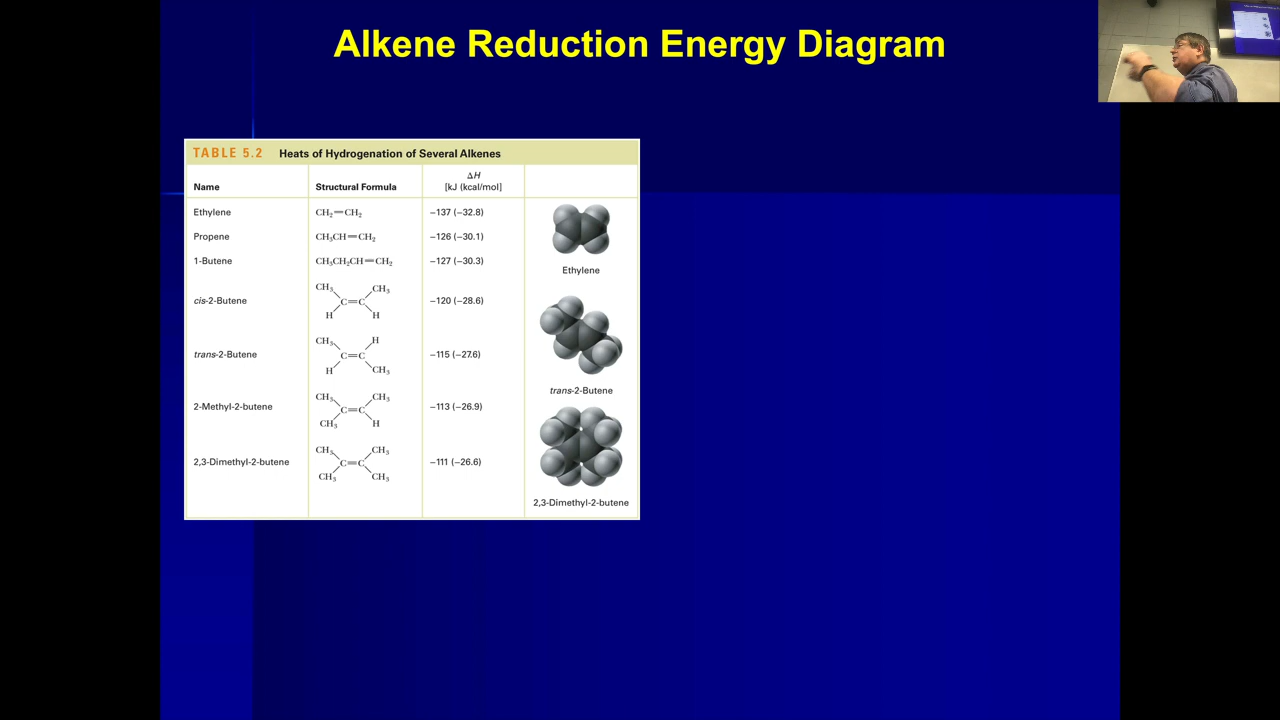 Alkene Reduction Energy Diagram
TABLE 5.2 Heats of Hydrogenation of Several Alkenes
ΔH
Name Structural Formula [kJ (kcal/mol]
Ethylene CH₂=CH₂ –137 (–32.8)
Propene CH₃CH=CH₂ –126 (–30.1)
1-Butene CH₃CH₂CH=CH₂ –127 (–30.3)
Ethylene
CH₃ CH₃
cis-2-Butene C=C –120 (–28.6)
H H
CH₃ H
trans-2-Butene C=C –115 (–27.6)
H CH₃
trans-2-Butene
CH₃ CH₃
2-Methyl-2-butene C=C –113 (–26.9)
CH₃ H
CH₃ CH₃
2,3-Dimethyl-2-butene C=C –111 (–26.6)
CH₃ CH₃
2,3-Dimethyl-2-butene